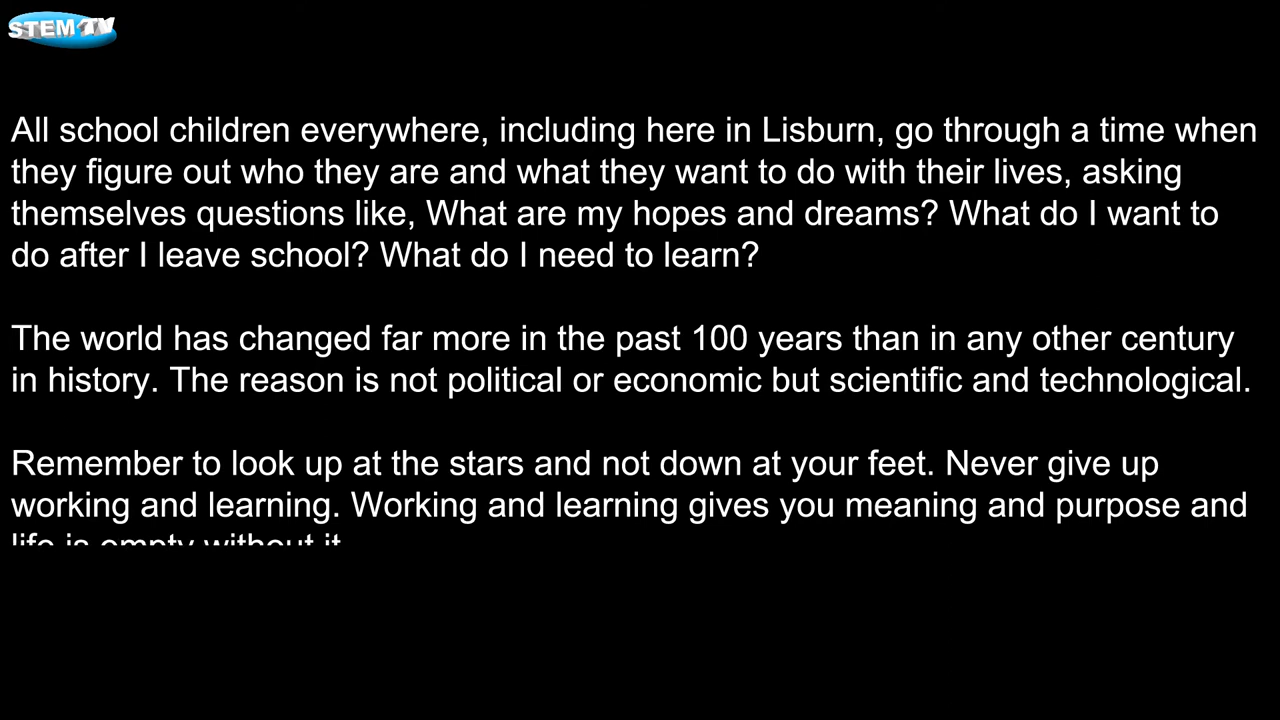 STEM TV
All school children everywhere, including here in Lisburn, go through a time when
they figure out who they are and what they want to do with their lives, asking
themselves questions like, What are my hopes and dreams? What do I want to
do after I leave school? What do I need to learn?
The world has changed far more in the past 100 years than in any other century
in history. The reason is not political or economic but scientific and technological.
Remember to look up at the stars and not down at your feet. Never give up
working and learning. Working and learning gives you meaning and purpose and
life is empty without it